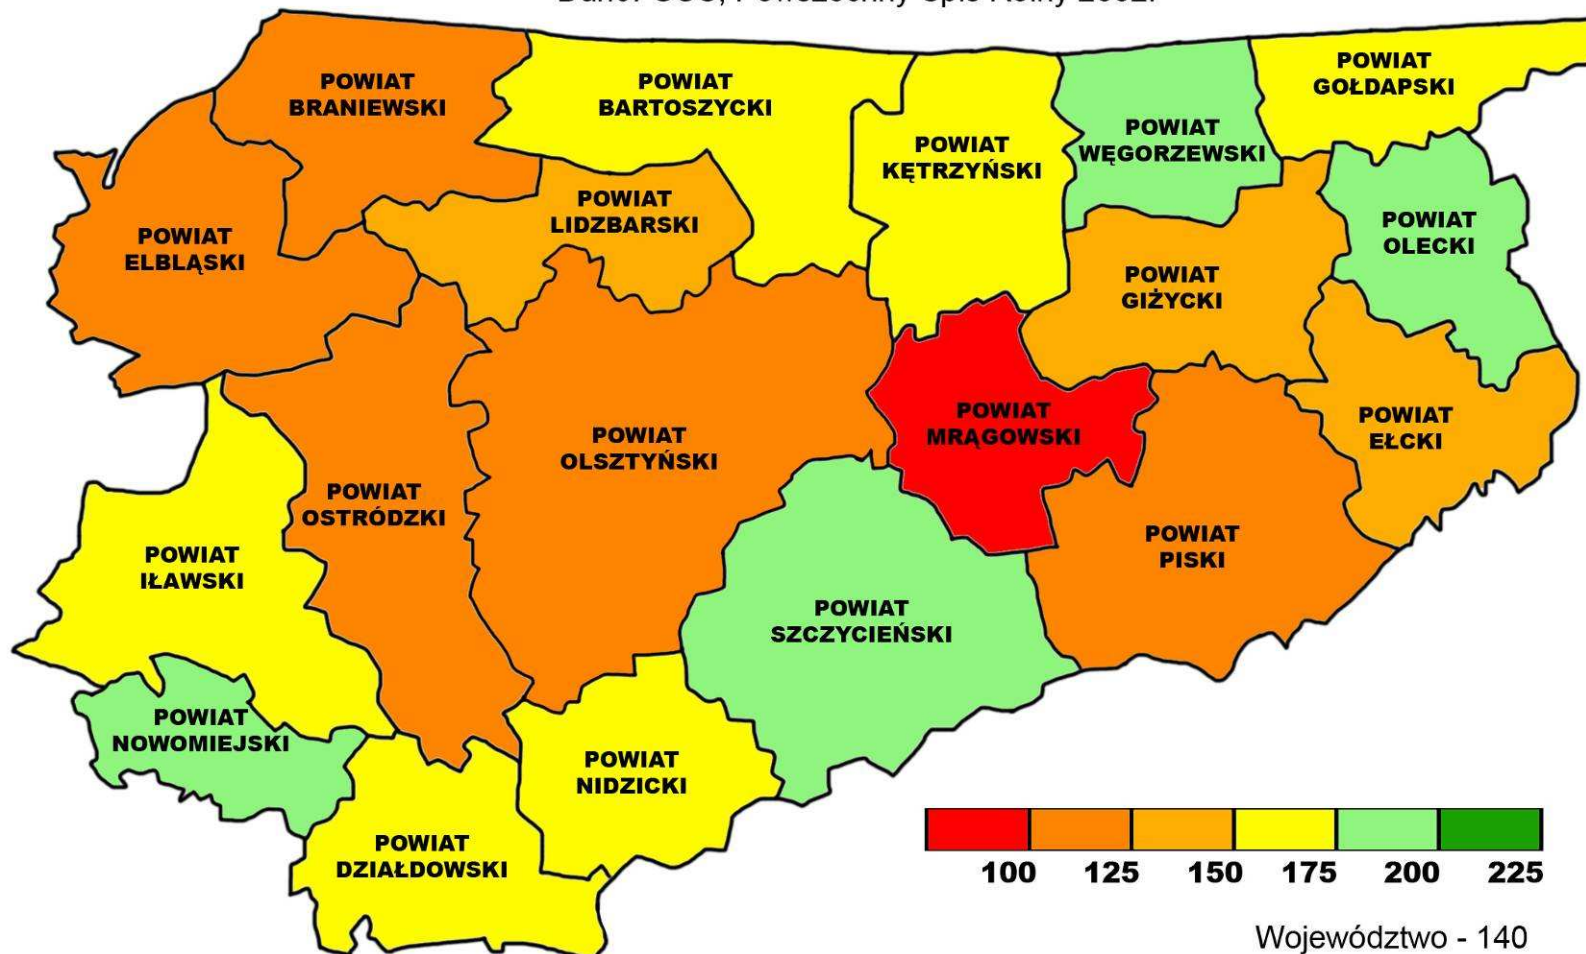 POWIAT
BRANIEWSKI
POWIAT
BARTOSZYCKI
POWIAT
GOŁDAPSKI
POWIAT
WĘGORZEWSKI
POWIAT
KĘTRZYŃSKI
POWIAT
LIDZBARSKI
POWIAT
OLECKI
POWIAT
ELBLĄSKI
POWIAT
GIŻYCKI
POWIAT
MRĄGOWSKI
POWIAT
EŁCKI
POWIAT
OLSZTYŃSKI
POWIAT
OSTRÓDZKI
POWIAT
PISKI
POWIAT
IŁAWSKI
POWIAT
SZCZYCIEŃSKI
POWIAT
NOWOMIEJSKI
POWIAT
NIDZICKI
POWIAT
DZIAŁDOWSKI
100 125 150 175 200 225
Województwo - 140